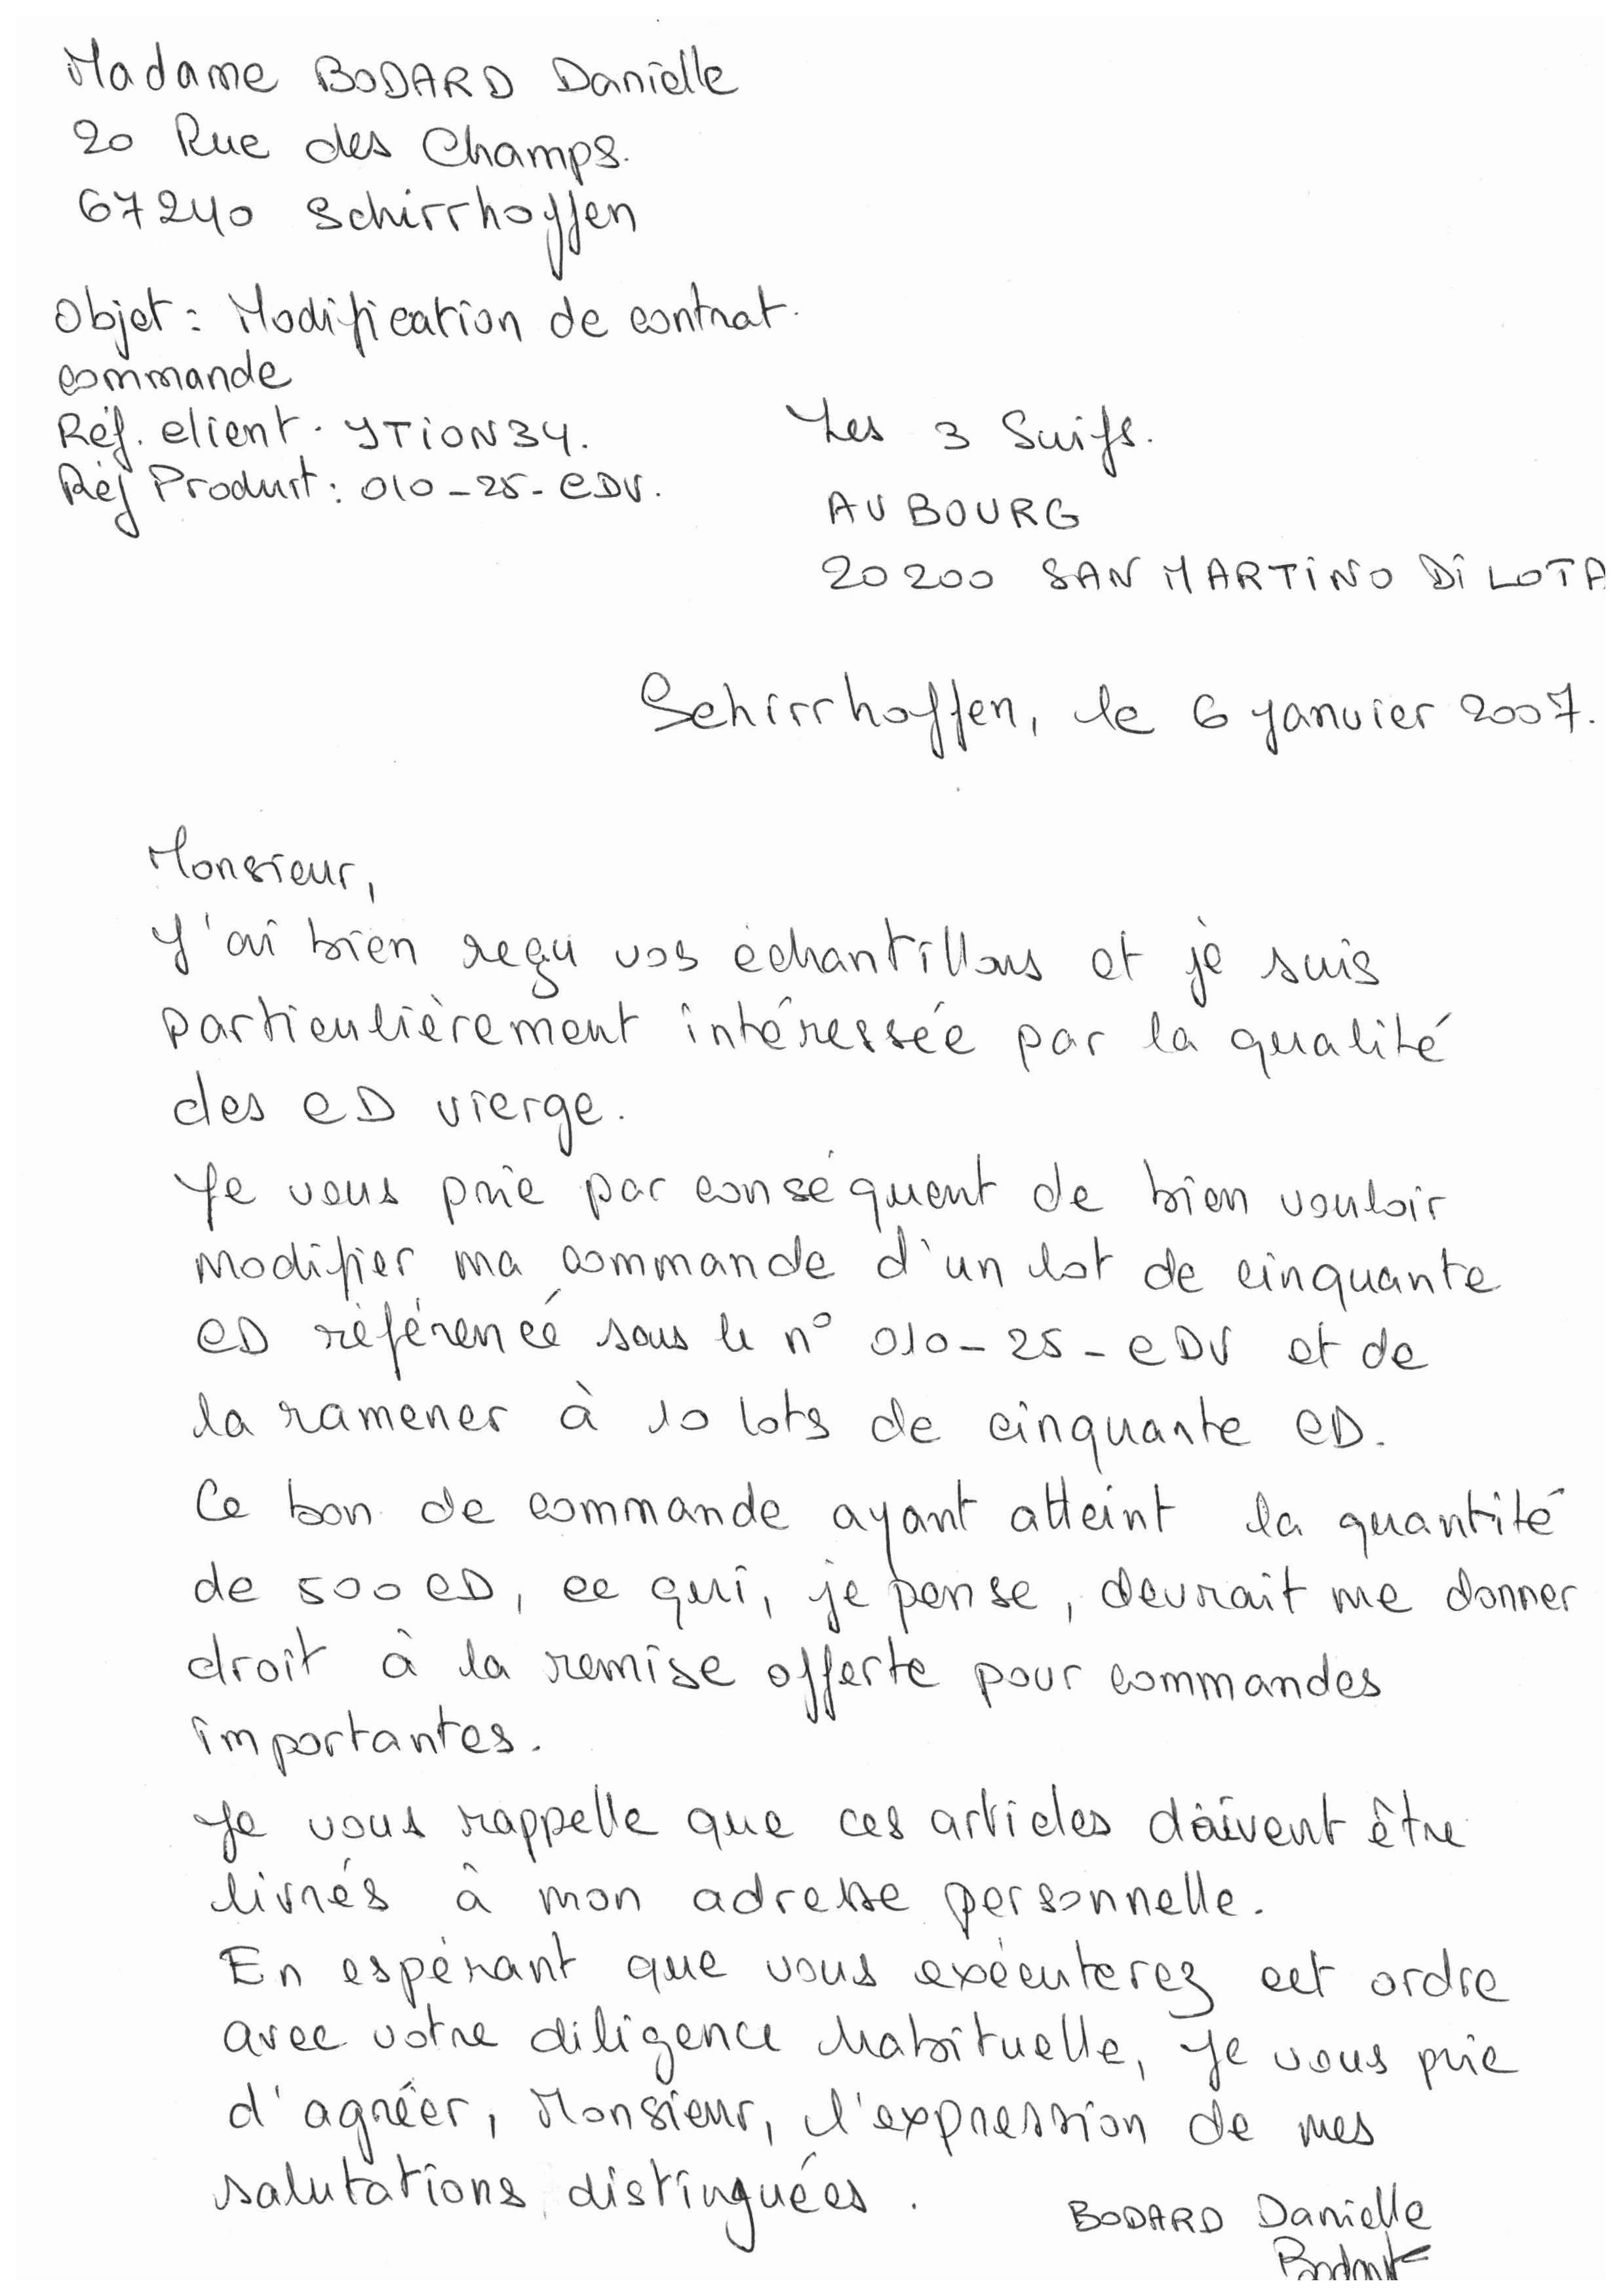 Madame BODARD Danielle
20 Rue des Champs.
67240 Schirrhoffen
Objet : Modification de contrat.
commande
Réf. client. YTION34.
Réf Produit : 010-25-CDV.
Les 3 Suifs.
AU BOURG
20200 SAN MARTINO DI LOTA
Schirrhoffen, le 6 janvier 2007.
Monsieur,
J'ai bien reçu vos échantillons et je suis
particulièrement intéressée par la qualité
des CD vierge.
Je vous prie par conséquent de bien vouloir
modifier ma commande d'un lot de cinquante
CD référencé sous le n° 010-25-CDV et de
la ramener à 10 lots de cinquante CD.
Ce bon de commande ayant atteint la quantité
de 500 CD, ce qui, je pense, devrait me donner
droit à la remise offerte pour commandes
importantes.
Je vous rappelle que ces articles doivent être
livrés à mon adresse personnelle.
En espérant que vous exécuterez cet ordre
avec votre diligence habituelle, Je vous prie
d'agréer, Monsieur, l'expression de mes
salutations distinguées.
BODARD Danielle